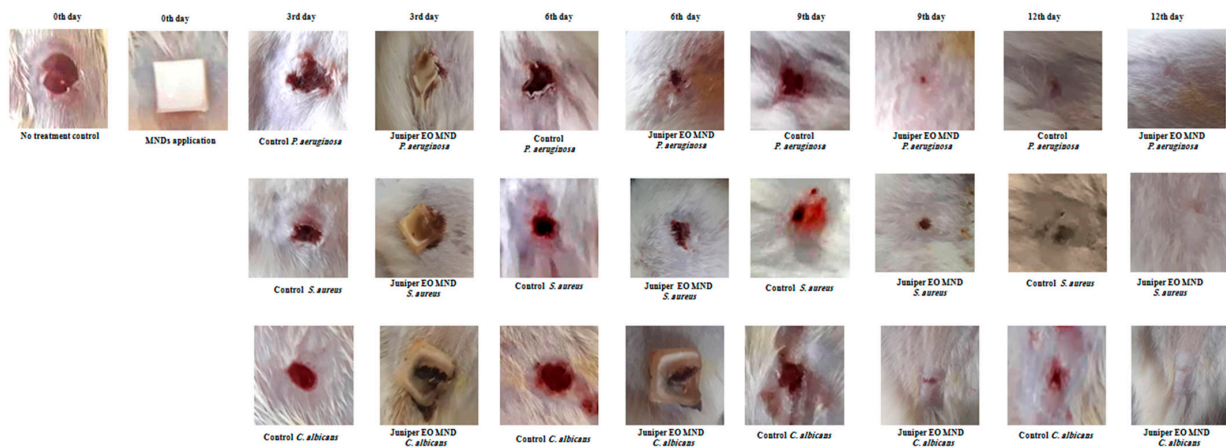 0th day
0th day
3rd day
3rd day
6th day
6th day
9th day
9th day
12th day
12th day
No treatment control
MNDs application
Control P. aeruginosa
Juniper EO MND
P. aeruginosa
Control
P. aeruginosa
Juniper EO MND
P. aeruginosa
Control
P. aeruginosa
Juniper EO MND
P. aeruginosa
Control
P. aeruginosa
Juniper EO MND
P. aeruginosa
Control S. aureus
Juniper EO MND
S. aureus
Control S. aureus
Juniper EO MND
S. aureus
Control S. aureus
Juniper EO MND
S. aureus
Control S. aureus
Juniper EO MND
S. aureus
Control C. albicans
Juniper EO MND
C. albicans
Control C. albicans
Juniper EO MND
C. albicans
Control C. albicans
Juniper EO MND
C. albicans
Control C. albicans
Juniper EO MND
C. albicans